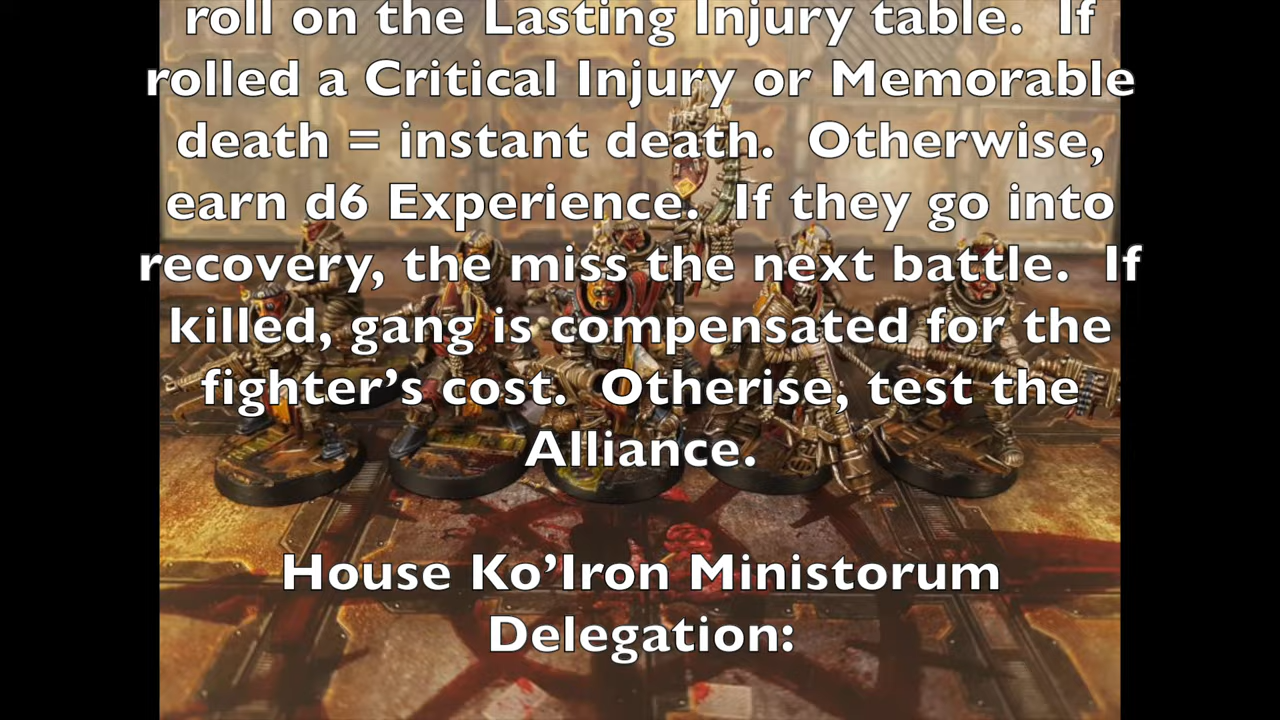 roll on the Lasting Injury table. If
rolled a Critical Injury or Memorable
death = instant death. Otherwise,
earn d6 Experience. If they go into
recovery, the miss the next battle. If
killed, gang is compensated for the
fighter’s cost. Otherise, test the
Alliance.
House Ko’Iron Ministorum
Delegation: